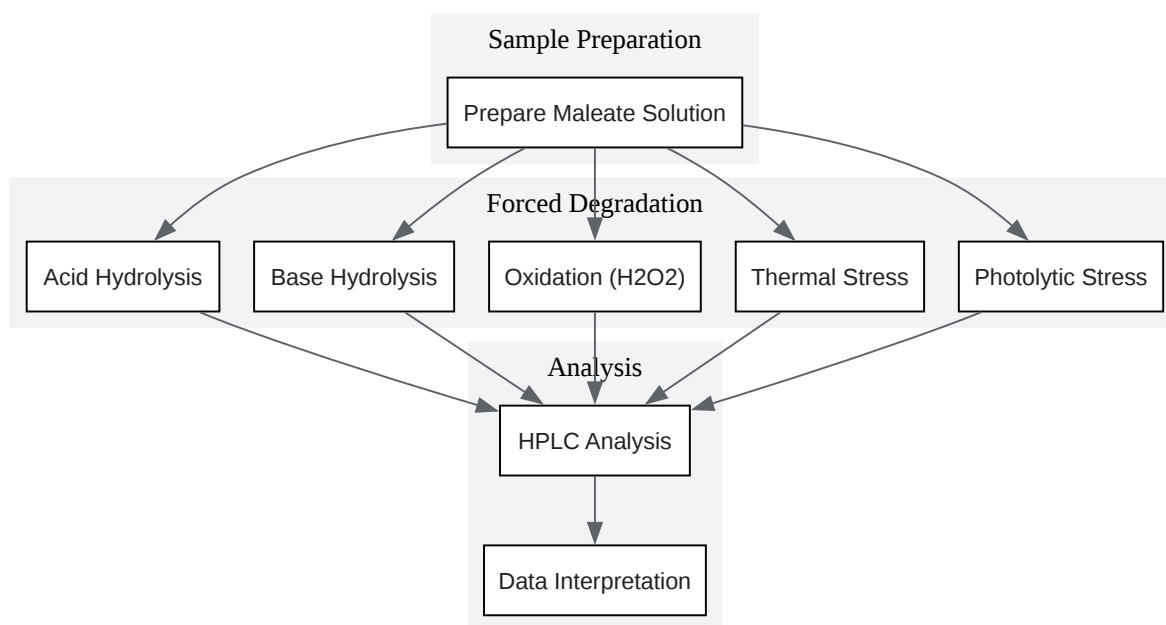 Sample Preparation
Prepare Maleate Solution
Forced Degradation
Acid Hydrolysis
Base Hydrolysis
Oxidation (H2O2)
Thermal Stress
Photolytic Stress
Analysis
HPLC Analysis
Data Interpretation